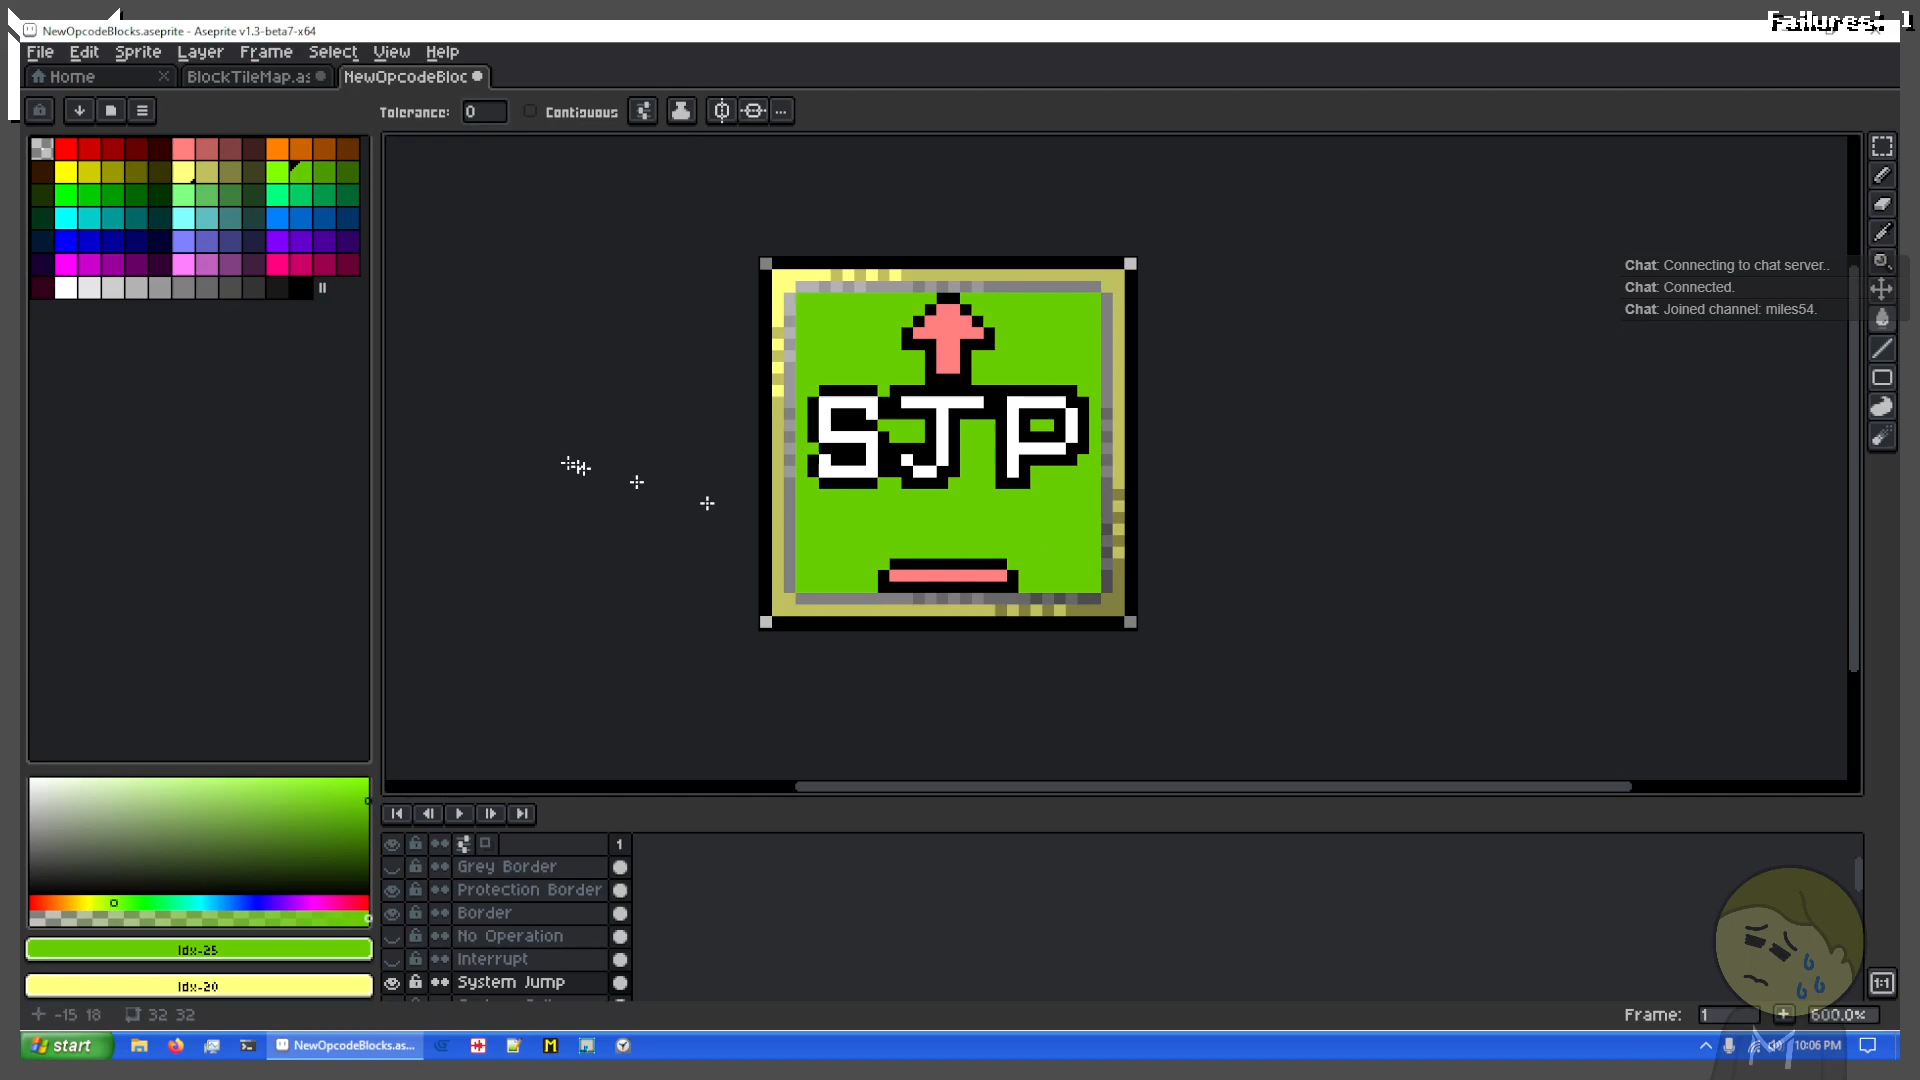 Failures: 1
NewOpcodeBlocks.aseprite - Aseprite v1.3-beta7-x64
File Edit Sprite Layer Frame Select View Help
Home BlockTileMap.as NewOpcodeBloc
Tolerance: 0 Contiguous ...
Chat: Connecting to chat server..
Chat: Connected.
Chat: Joined channel: miles54.
SJP
1
Grey Border
Protection Border
Border
No Operation
Interrupt
System Jump
Idx-25
Idx-20
-15 18 32 32
Frame: 1 600.0%
1:1
start NewOpcodeBlocks.as... 10:06 PM